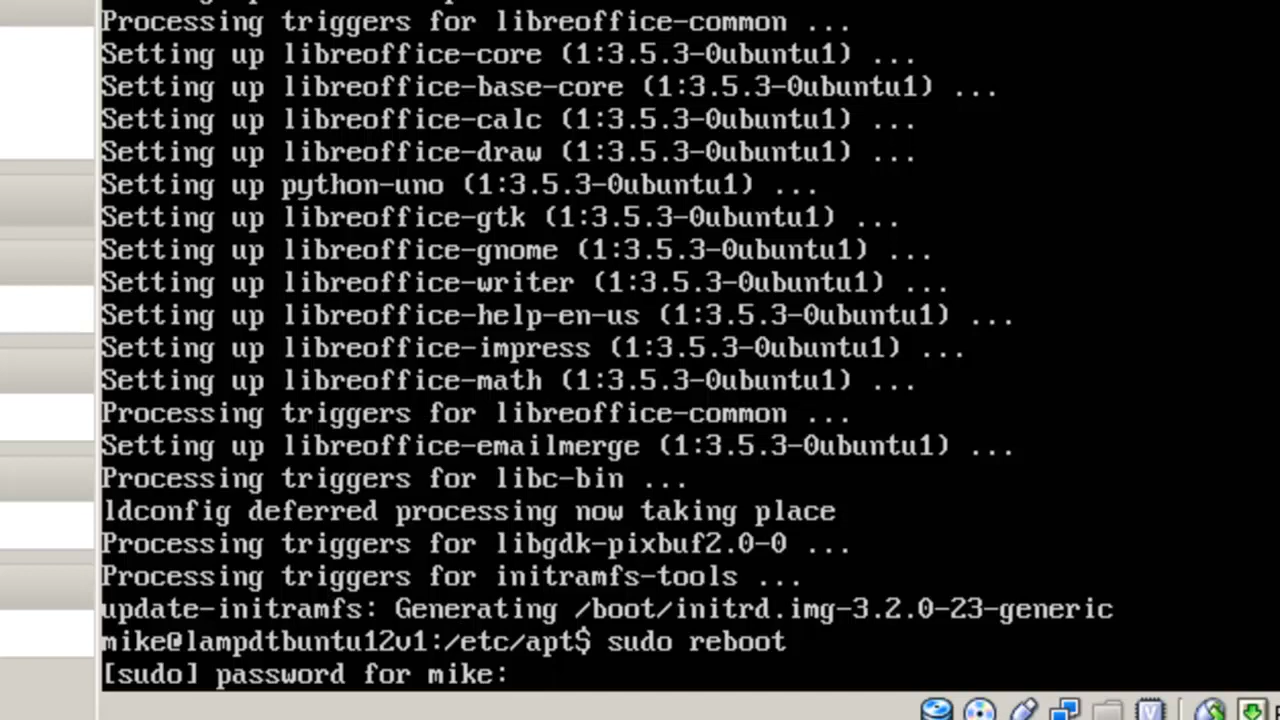 Processing triggers for libreoffice-common ...
Setting up libreoffice-core (1:3.5.3-0ubuntu1) ...
Setting up libreoffice-base-core (1:3.5.3-0ubuntu1) ...
Setting up libreoffice-calc (1:3.5.3-0ubuntu1) ...
Setting up libreoffice-draw (1:3.5.3-0ubuntu1) ...
Setting up python-uno (1:3.5.3-0ubuntu1) ...
Setting up libreoffice-gtk (1:3.5.3-0ubuntu1) ...
Setting up libreoffice-gnome (1:3.5.3-0ubuntu1) ...
Setting up libreoffice-writer (1:3.5.3-0ubuntu1) ...
Setting up libreoffice-help-en-us (1:3.5.3-0ubuntu1) ...
Setting up libreoffice-impress (1:3.5.3-0ubuntu1) ...
Setting up libreoffice-math (1:3.5.3-0ubuntu1) ...
Processing triggers for libreoffice-common ...
Setting up libreoffice-emailmerge (1:3.5.3-0ubuntu1) ...
Processing triggers for libc-bin ...
ldconfig deferred processing now taking place
Processing triggers for libgdk-pixbuf2.0-0 ...
Processing triggers for initramfs-tools ...
update-initramfs: Generating /boot/initrd.img-3.2.0-23-generic
mike@lampdtbuntu12v1:/etc/apt$ sudo reboot
[sudo] password for mike: